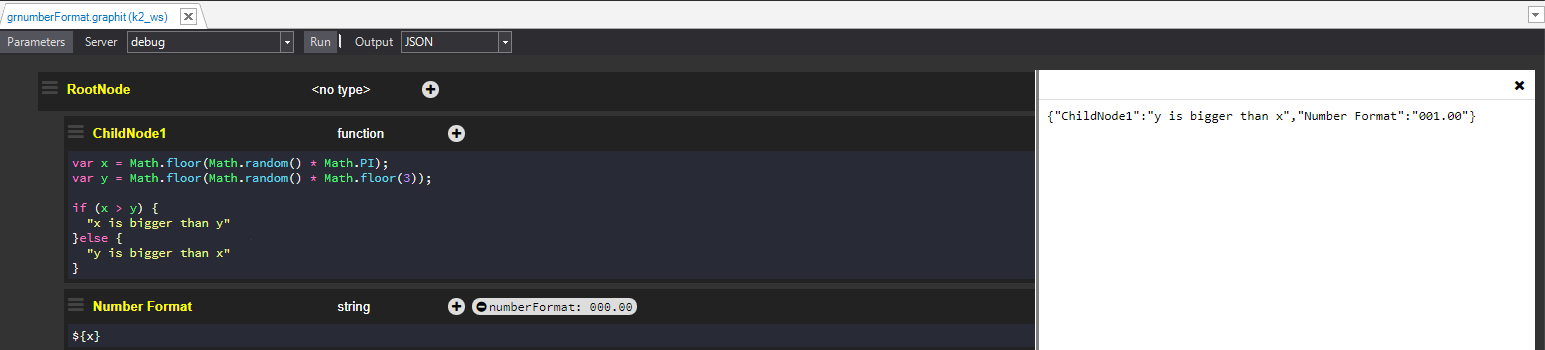 grnumberFormat.graphit (k2_ws)
Parameters Server debug Run Output JSON
RootNode <no type>
ChildNode1 function
var x = Math.floor(Math.random() * Math.PI);
var y = Math.floor(Math.random() * Math.floor(3));
if (x > y) {
"x is bigger than y"
}else {
"y is bigger than x"
}
Number Format string numberFormat: 000.00
${x}
{"ChildNode1":"y is bigger than x","Number Format":"001.00"}